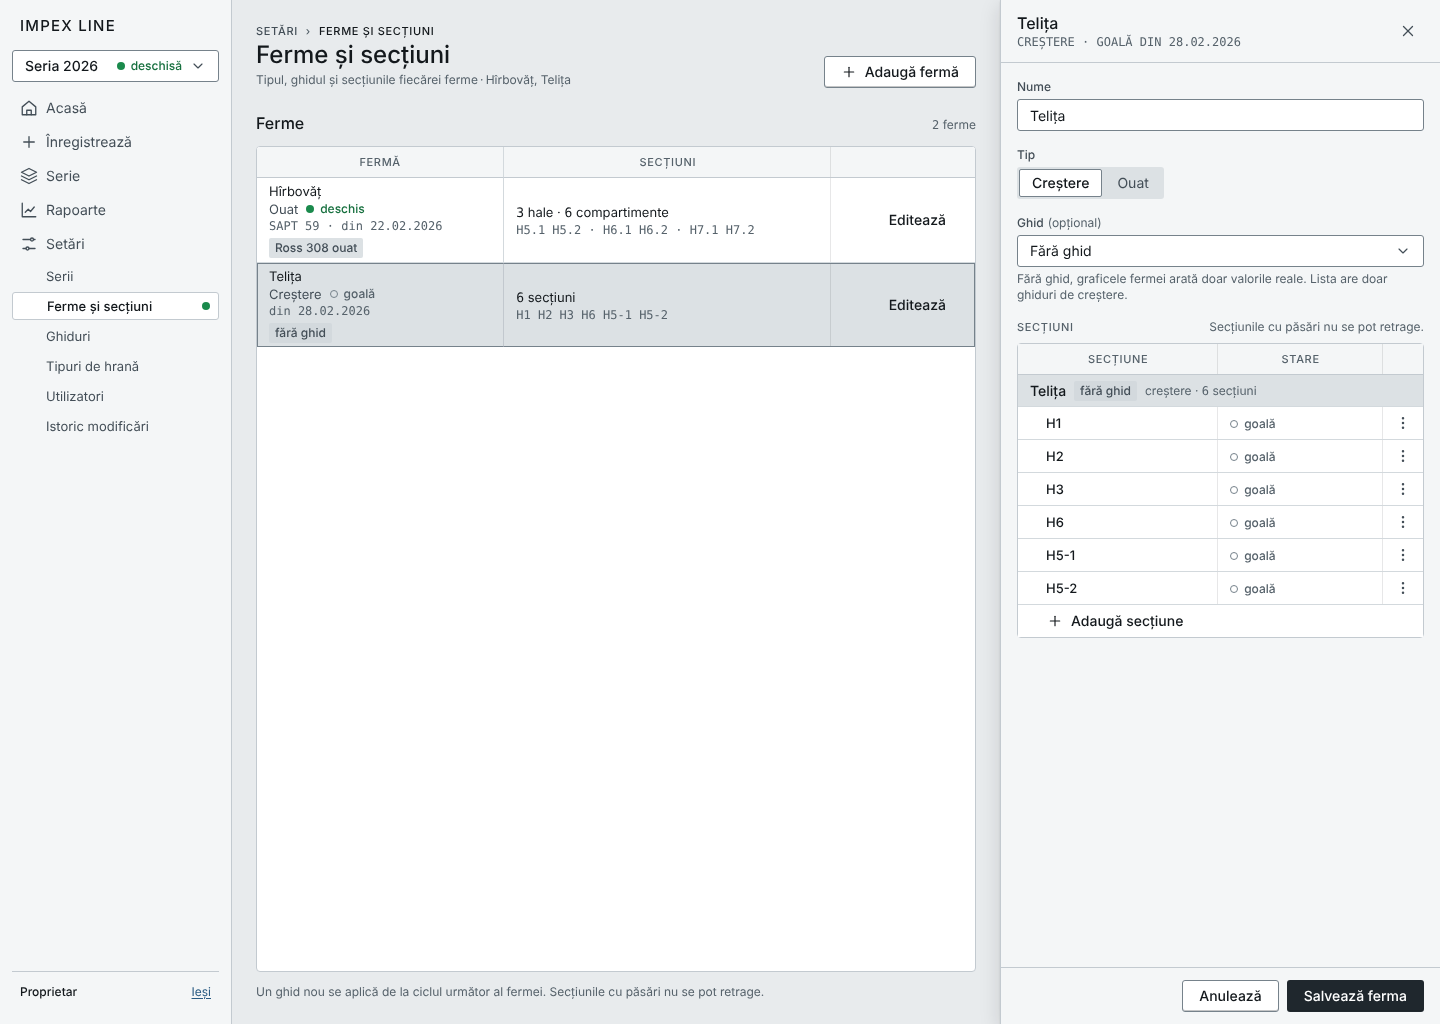 IMPEX LINE
Seria 2026 deschisă
Acasă
Înregistrează
Serie
Rapoarte
Setări
Serii
Ferme și secțiuni
Ghiduri
Tipuri de hrană
Utilizatori
Istoric modificări
Proprietar Ieși
SETĂRI › FERME ȘI SECȚIUNI
Ferme și secțiuni
Tipul, ghidul și secțiunile fiecărei ferme · Hîrbovăț, Telița
Adaugă fermă
Ferme
2 ferme
FERMĂ SECȚIUNI
Hîrbovăț
Ouat deschis
SĂPT 59 · din 22.02.2026
Ross 308 ouat
3 hale · 6 compartimente
H5.1 H5.2 · H6.1 H6.2 · H7.1 H7.2
Editează
Telița
Creștere goală
din 28.02.2026
fără ghid
6 secțiuni
H1 H2 H3 H6 H5-1 H5-2
Editează
Un ghid nou se aplică de la ciclul următor al fermei. Secțiunile cu păsări nu se pot retrage.
Telița
CREȘTERE · GOALĂ DIN 28.02.2026
Nume
Telița
Tip
Creștere Ouat
Ghid (opțional)
Fără ghid
Fără ghid, graficele fermei arată doar valorile reale. Lista are doar
ghiduri de creștere.
SECȚIUNI Secțiunile cu păsări nu se pot retrage.
SECȚIUNE STARE
Telița fără ghid creștere · 6 secțiuni
H1 goală
H2 goală
H3 goală
H6 goală
H5-1 goală
H5-2 goală
Adaugă secțiune
Anulează Salvează ferma